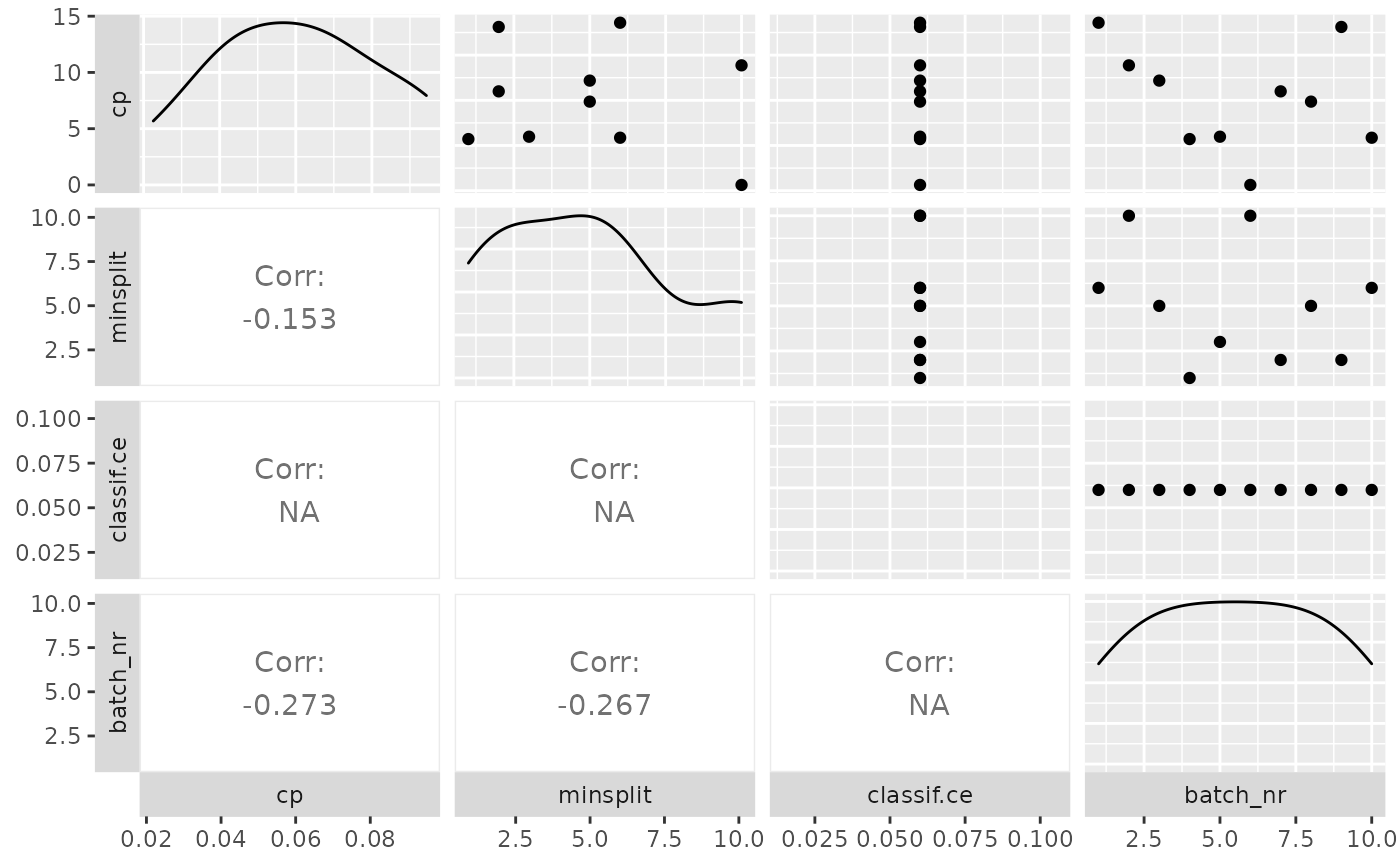 15
10
5
0
cp
10.0
7.5
5.0
2.5
minsplit
Corr:
-0.153
0.100
0.075
0.050
0.025
classif.ce
Corr:
NA
Corr:
NA
10.0
7.5
5.0
2.5
batch_nr
Corr:
-0.273
Corr:
-0.267
Corr:
NA
cp
minsplit
classif.ce
batch_nr
0.02 0.04 0.06 0.08
2.5 5.0 7.5 10.0
0.025 0.050 0.075 0.100
2.5 5.0 7.5 10.0